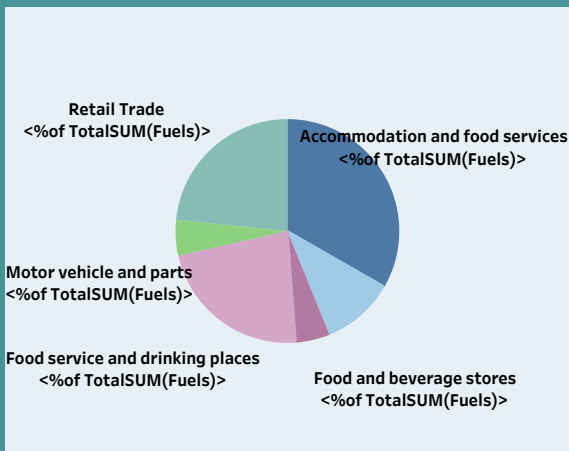 Retail Trade
<%of TotalSUM(Fuels)>
Accommodation and food services
<%of TotalSUM(Fuels)>
Motor vehicle and parts
<%of TotalSUM(Fuels)>
Food service and drinking places
<%of TotalSUM(Fuels)>
Food and beverage stores
<%of TotalSUM(Fuels)>